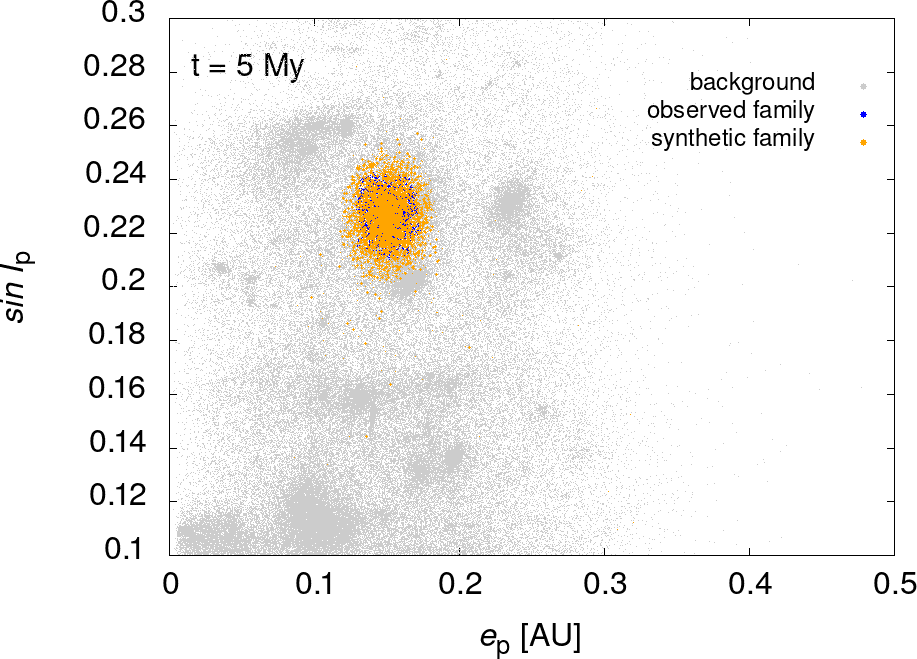 0.3
0.28
0.26
0.24
0.22
0.2
0.18
0.16
0.14
0.12
0.1
sin Ip
t = 5 My
background
observed family
synthetic family
0 0.1 0.2 0.3 0.4 0.5
ep [AU]